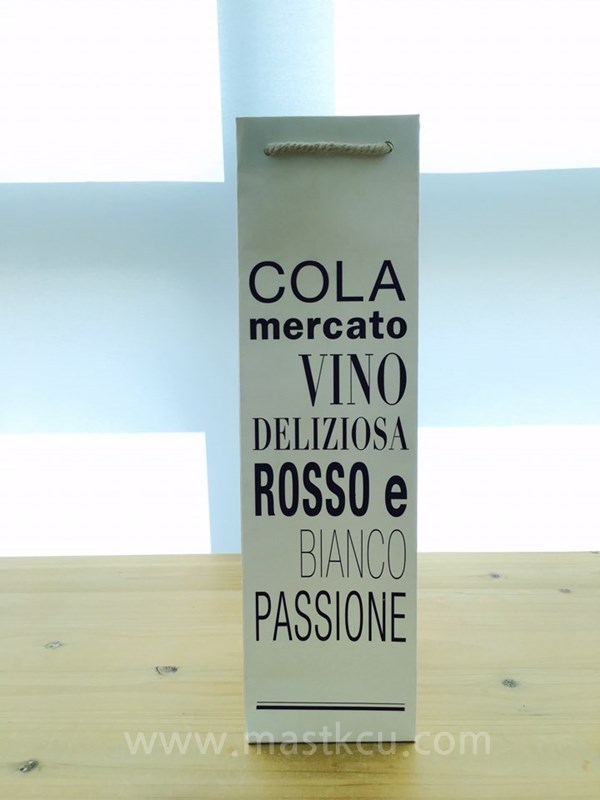 COLA
mercato
VINO
DELIZIOSA
ROSSO e
BIANCO
PASSIONE
www.mastkcu.com